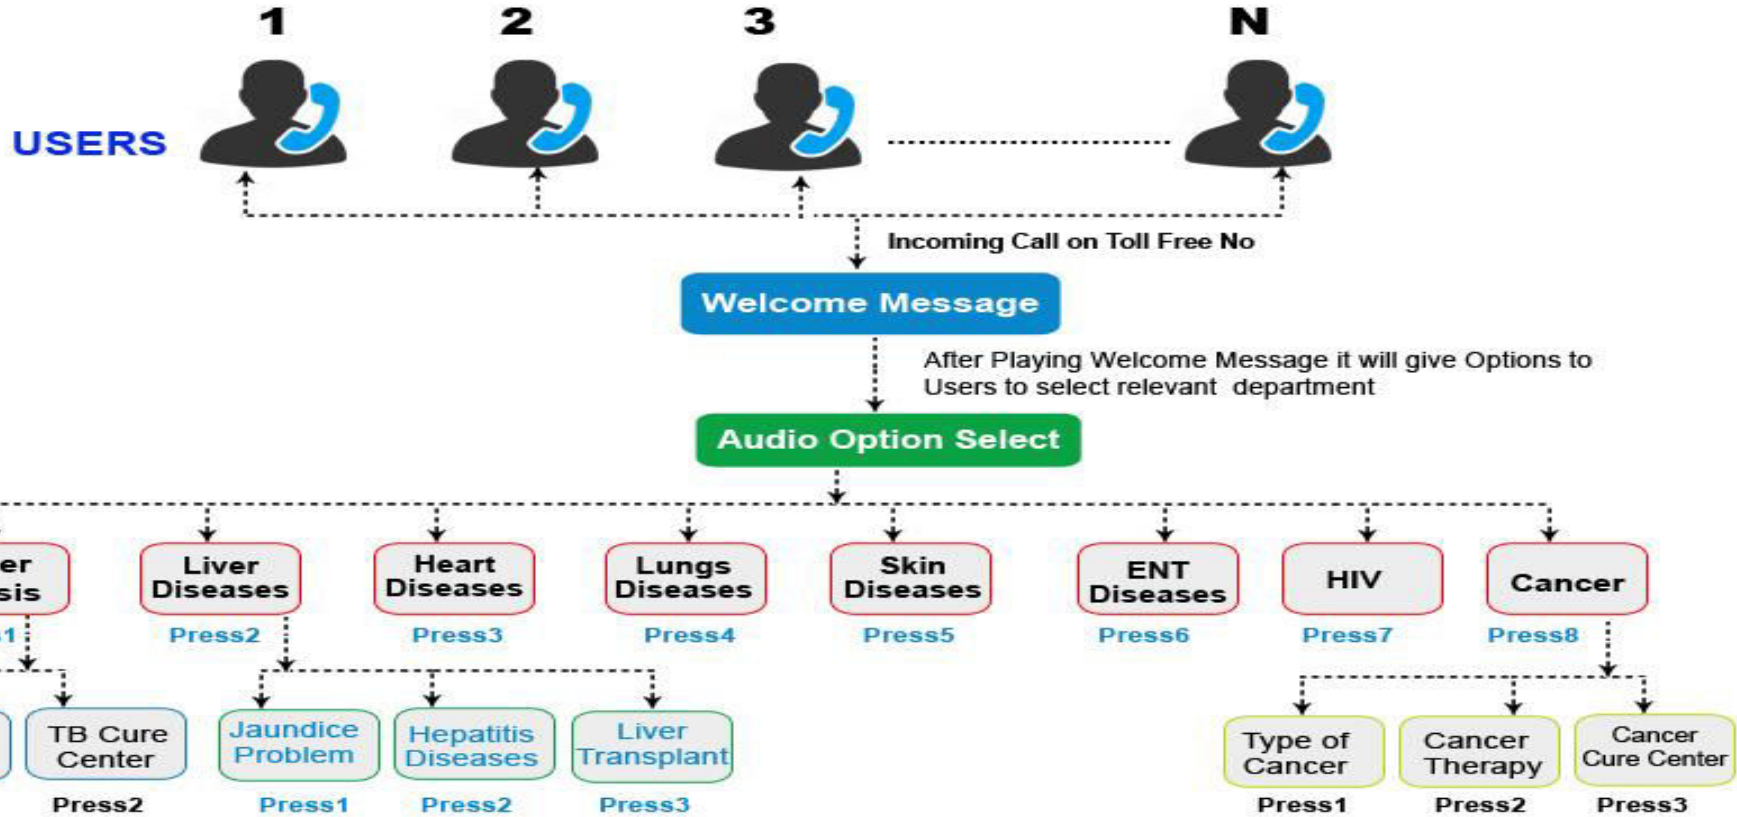 1 2 3 N
USERS
Incoming Call on Toll Free No
Welcome Message
After Playing Welcome Message it will give Options to
Users to select relevant department
Audio Option Select
er
sis
Liver
Diseases
Heart
Diseases
Lungs
Diseases
Skin
Diseases
ENT
Diseases
HIV
Cancer
1 Press2 Press3 Press4 Press5 Press6 Press7 Press8
TB Cure
Center
Jaundice
Problem
Hepatitis
Diseases
Liver
Transplant
Type of
Cancer
Cancer
Therapy
Cancer
Cure Center
Press2 Press1 Press2 Press3 Press1 Press2 Press3